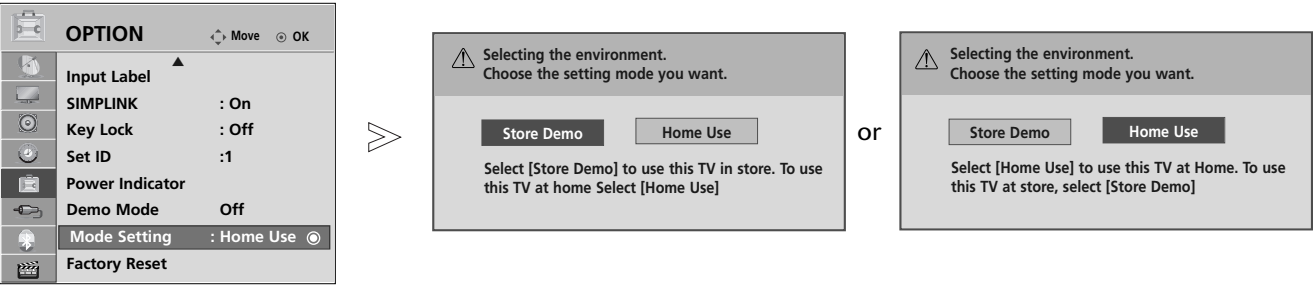 OPTION Move OK
Input Label
SIMPLINK : On
Key Lock : Off
Set ID :1
Power Indicator
Demo Mode Off
Mode Setting : Home Use
Factory Reset
Selecting the environment.
Choose the setting mode you want.
Store Demo Home Use
Select [Store Demo] to use this TV in store. To use
this TV at home Select [Home Use]
or
Selecting the environment.
Choose the setting mode you want.
Store Demo Home Use
Select [Home Use] to use this TV at Home. To use
this TV at store, select [Store Demo]